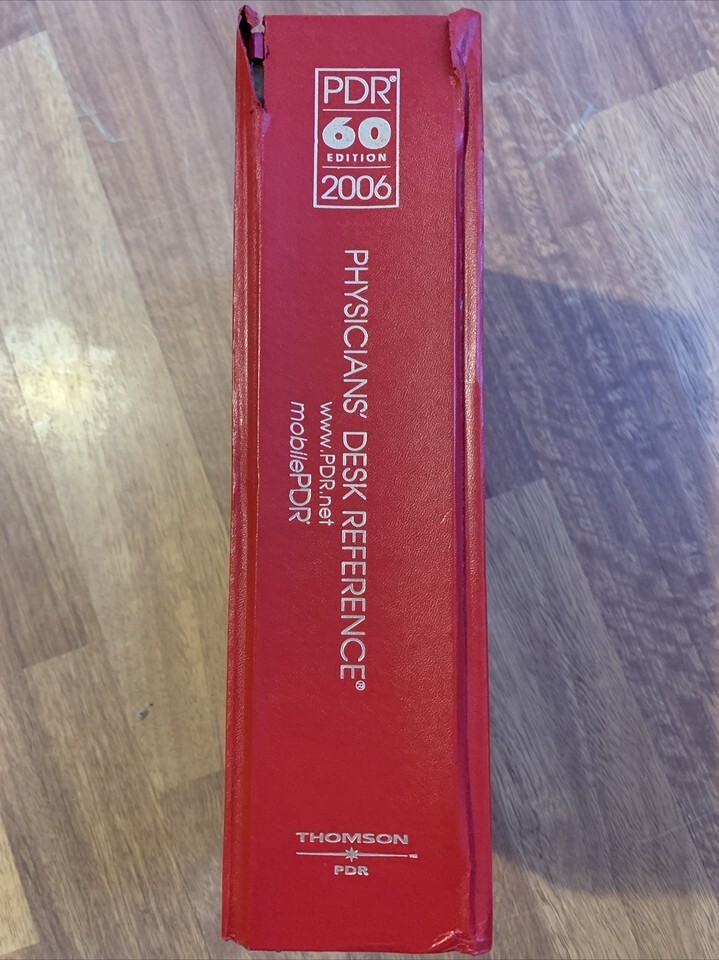 PDR®
60
EDITION
2006
PHYSICIANS' DESK REFERENCE®
www.PDR.net
mobilePDR®
THOMSON
PDR